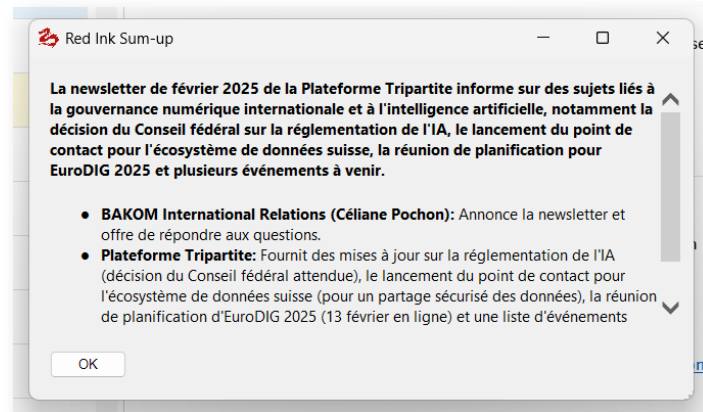 Red Ink Sum-up
La newsletter de février 2025 de la Plateforme Tripartite informe sur des sujets liés à
la gouvernance numérique internationale et à l'intelligence artificielle, notamment la
décision du Conseil fédéral sur la réglementation de l'IA, le lancement du point de
contact pour l'écosystème de données suisse, la réunion de planification pour
EuroDIG 2025 et plusieurs événements à venir.
● BAKOM International Relations (Céliane Pochon): Annonce la newsletter et
offre de répondre aux questions.
● Plateforme Tripartite: Fournit des mises à jour sur la réglementation de l'IA
(décision du Conseil fédéral attendue), le lancement du point de contact pour
l'écosystème de données suisse (pour un partage sécurisé des données), la réunion
de planification d'EuroDIG 2025 (13 février en ligne) et une liste d'événements
OK